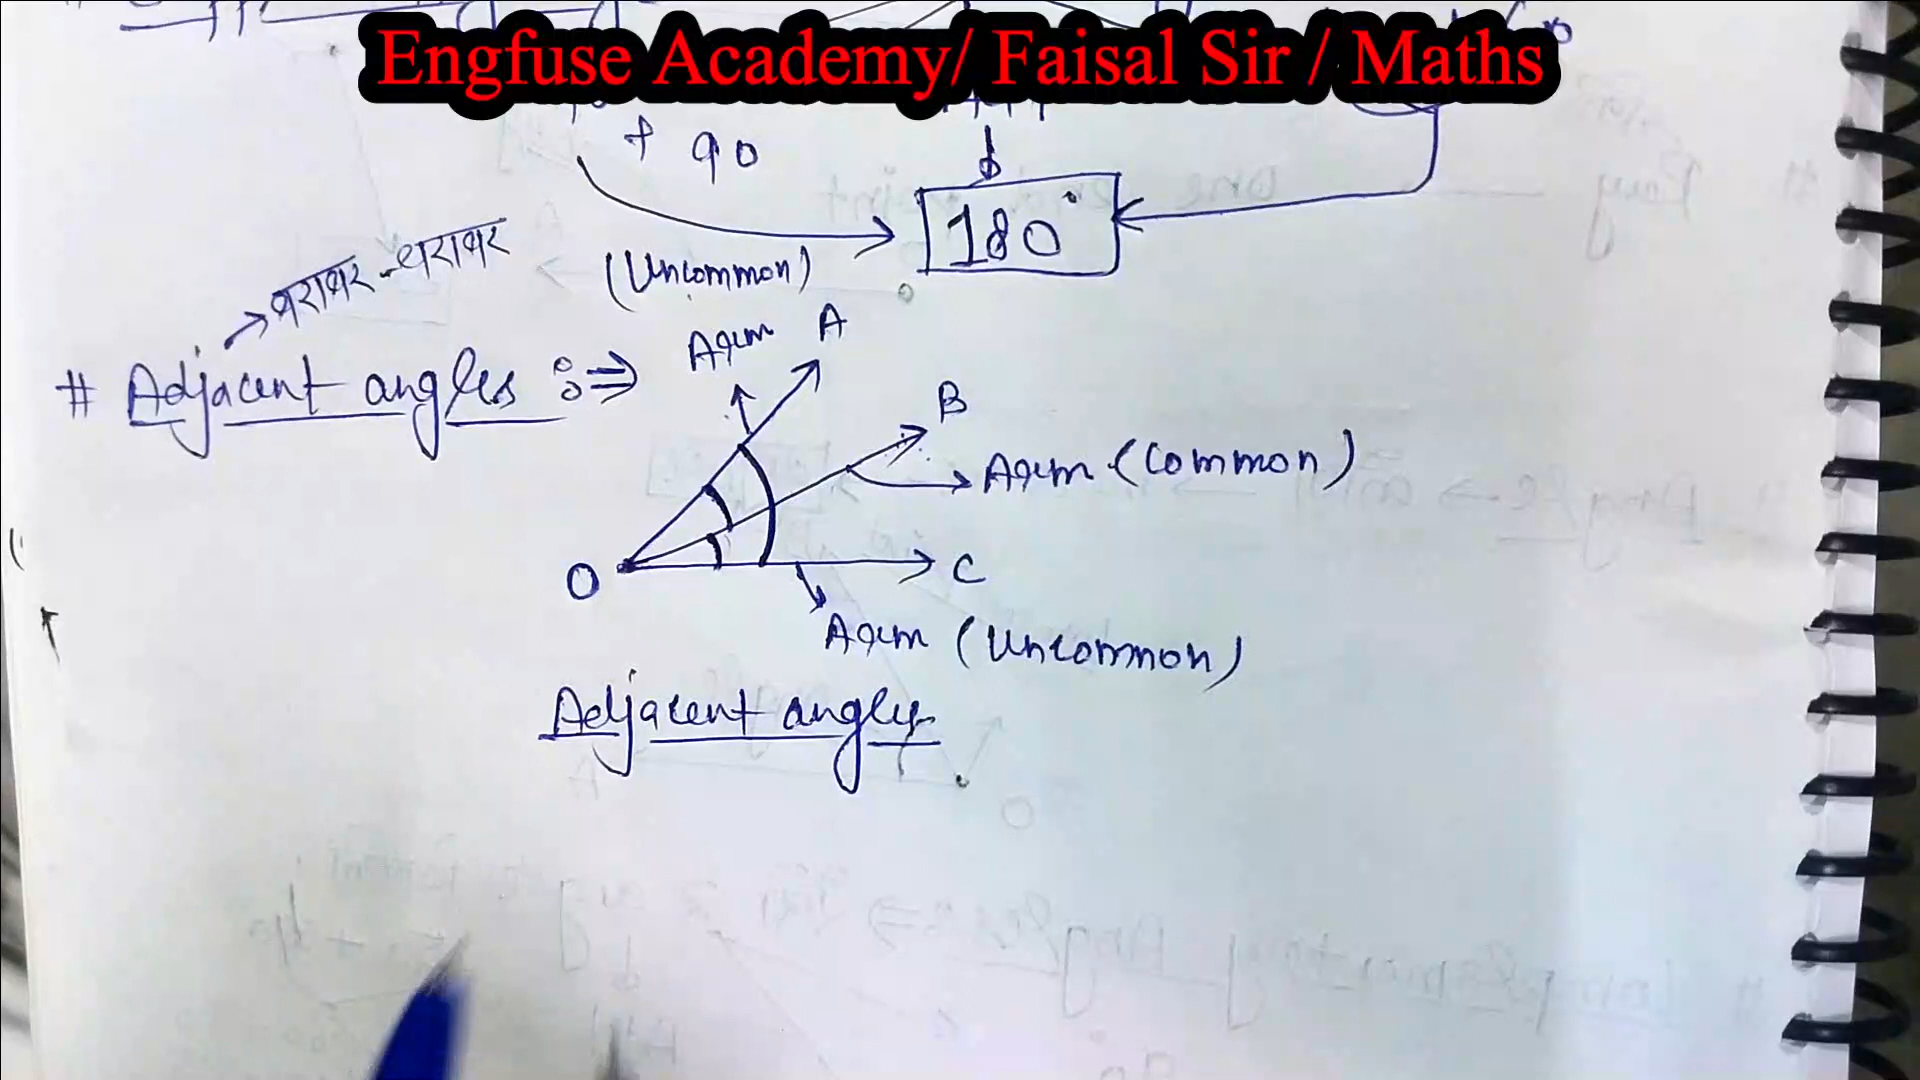 Engfuse Academy/ Faisal Sir / Maths
+ 90
180°
बराबर-बराबर
(Uncommon)
Arm A
# Adjacent angles :⇒
B
Arm (Common)
O
C
Arm (Uncommon)
Adjacent angles